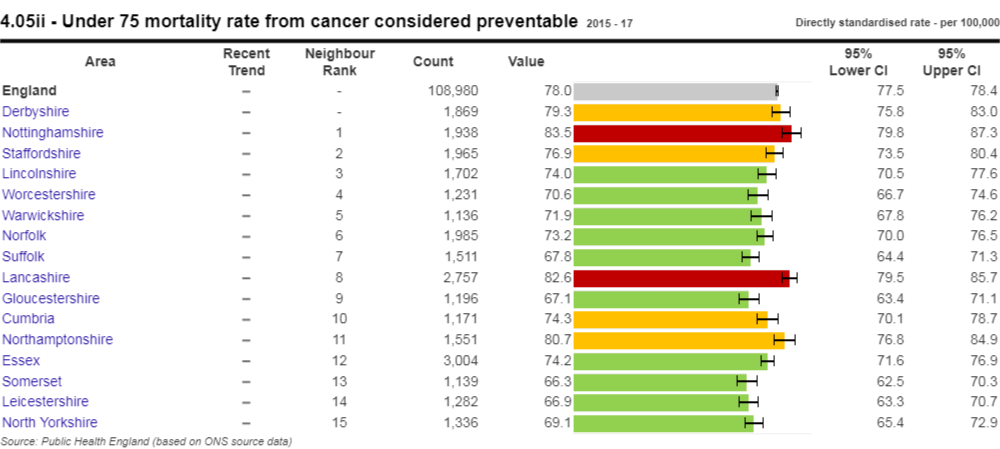 4.05ii - Under 75 mortality rate from cancer considered preventable 2015 - 17 Directly standardised rate - per 100,000
Area Recent Trend Neighbour Rank Count Value 95% Lower CI 95% Upper CI
England – - 108,980 78.0 77.5 78.4
Derbyshire – - 1,869 79.3 75.8 83.0
Nottinghamshire – 1 1,938 83.5 79.8 87.3
Staffordshire – 2 1,965 76.9 73.5 80.4
Lincolnshire – 3 1,702 74.0 70.5 77.6
Worcestershire – 4 1,231 70.6 66.7 74.6
Warwickshire – 5 1,136 71.9 67.8 76.2
Norfolk – 6 1,985 73.2 70.0 76.5
Suffolk – 7 1,511 67.8 64.4 71.3
Lancashire – 8 2,757 82.6 79.5 85.7
Gloucestershire – 9 1,196 67.1 63.4 71.1
Cumbria – 10 1,171 74.3 70.1 78.7
Northamptonshire – 11 1,551 80.7 76.8 84.9
Essex – 12 3,004 74.2 71.6 76.9
Somerset – 13 1,139 66.3 62.5 70.3
Leicestershire – 14 1,282 66.9 63.3 70.7
North Yorkshire – 15 1,336 69.1 65.4 72.9
Source: Public Health England (based on ONS source data)